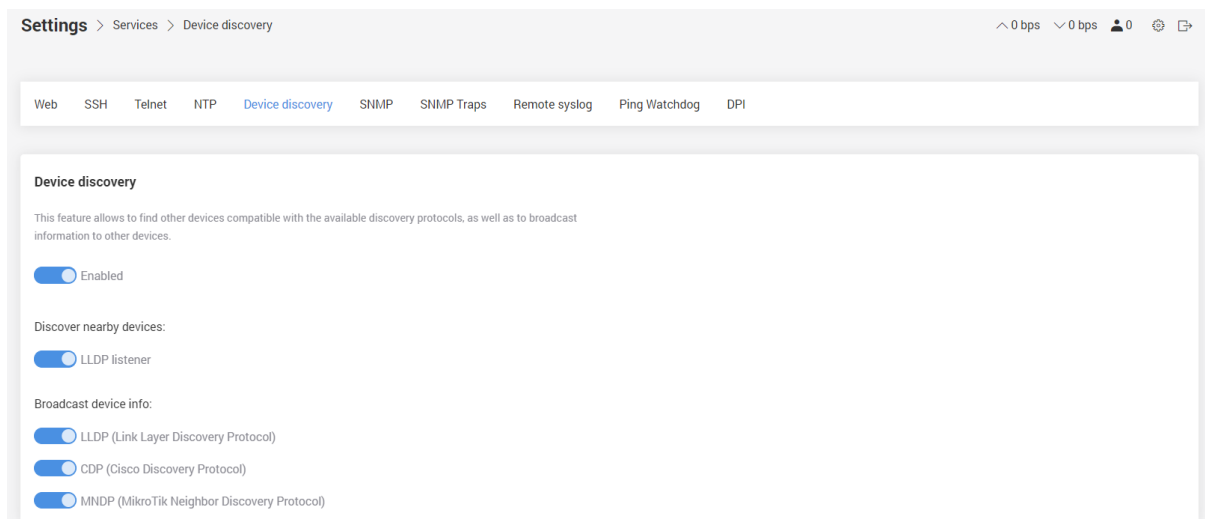 Settings > Services > Device discovery
0 bps 0 bps 0
Web SSH Telnet NTP Device discovery SNMP SNMP Traps Remote syslog Ping Watchdog DPI
Device discovery
This feature allows to find other devices compatible with the available discovery protocols, as well as to broadcast
information to other devices.
Enabled
Discover nearby devices:
LLDP listener
Broadcast device info:
LLDP (Link Layer Discovery Protocol)
CDP (Cisco Discovery Protocol)
MNDP (MikroTik Neighbor Discovery Protocol)